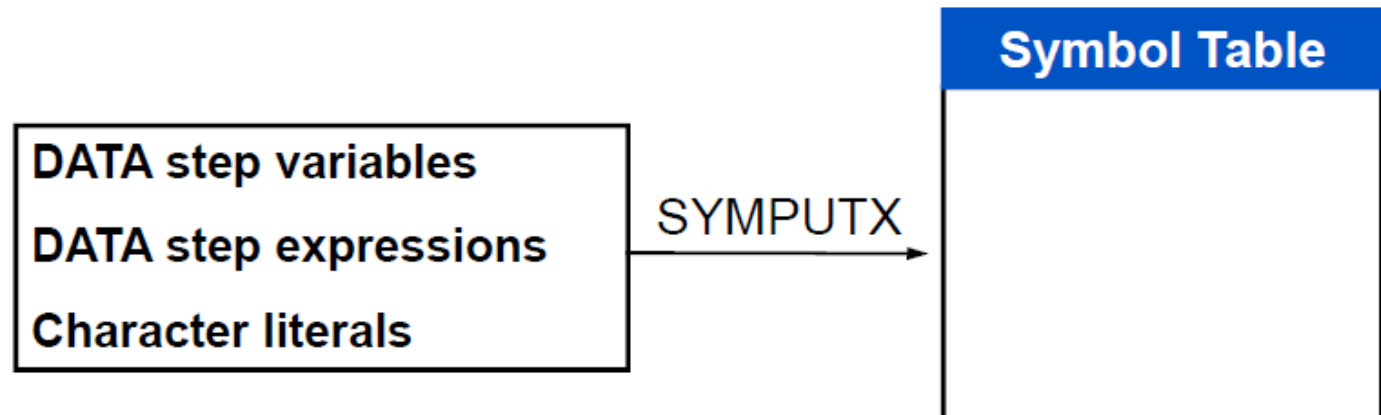 Symbol Table
DATA step variables
DATA step expressions
Character literals
SYMPUTX